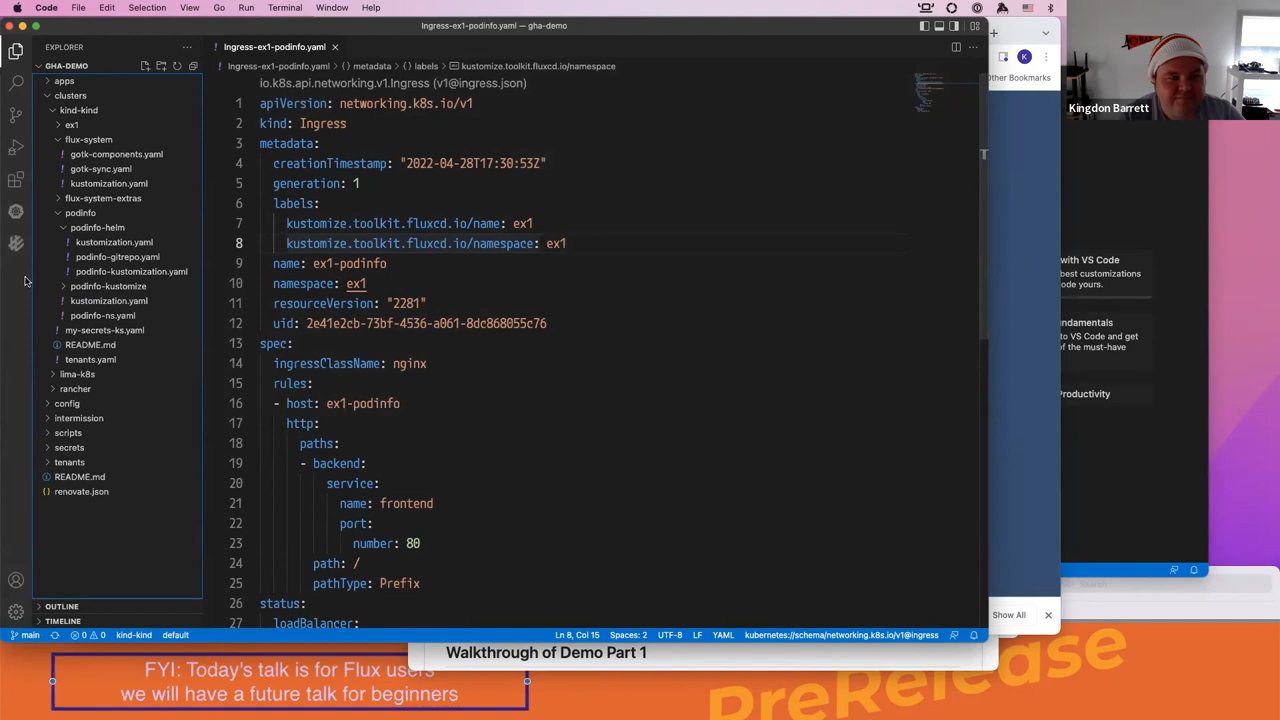 Code File Edit Selection View Go Run Terminal Window Help
Ingress-ex1-podinfo.yaml — gha-demo
EXPLORER
GHA-DEMO
apps
clusters
kind-kind
ex1
flux-system
gotk-components.yaml
gotk-sync.yaml
kustomization.yaml
flux-system-extras
podinfo
podinfo-helm
kustomization.yaml
podinfo-gitrepo.yaml
podinfo-kustomization.yaml
podinfo-kustomize
kustomization.yaml
podinfo-ns.yaml
my-secrets-ks.yaml
README.md
tenants.yaml
lima-k8s
rancher
config
intermission
scripts
secrets
tenants
README.md
renovate.json
OUTLINE
TIMELINE
Ingress-ex1-podinfo.yaml
Ingress-ex1-podinfo.yaml > {} metadata > {} labels > kustomize.toolkit.fluxcd.io/namespace
io.k8s.api.networking.v1.Ingress (v1@ingress.json)
1 apiVersion: networking.k8s.io/v1
2 kind: Ingress
3 metadata:
4 creationTimestamp: "2022-04-28T17:30:53Z"
5 generation: 1
6 labels:
7 kustomize.toolkit.fluxcd.io/name: ex1
8 kustomize.toolkit.fluxcd.io/namespace: ex1
9 name: ex1-podinfo
10 namespace: ex1
11 resourceVersion: "2281"
12 uid: 2e41e2cb-73bf-4536-a061-8dc868055c76
13 spec:
14 ingressClassName: nginx
15 rules:
16 - host: ex1-podinfo
17 http:
18 paths:
19 - backend:
20 service:
21 name: frontend
22 port:
23 number: 80
24 path: /
25 pathType: Prefix
26 status:
27 loadBalancer:
main 0 0 kind-kind default
Ln 8, Col 15 Spaces: 2 UTF-8 LF YAML kubernetes://schema/networking.k8s.io/v1@ingress
K
Other Bookmarks
T
Show All
with VS Code
best customizations
ode yours.
ndamentals
to VS Code and get
of the must-have
Productivity
Search
Kingdon Barrett
Walkthrough of Demo Part 1
FYI: Today's talk is for Flux users
we will have a future talk for beginners
PreRelease